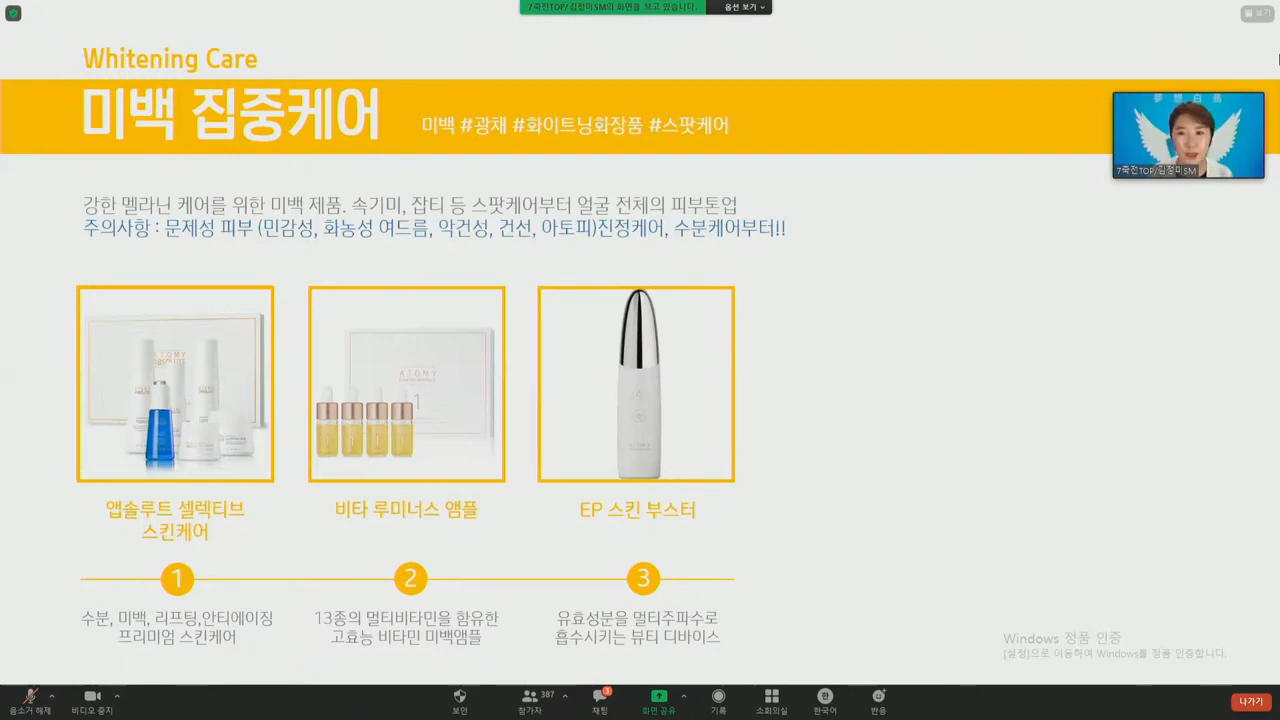 7죽전TOP/ 김정미SM의 화면을 보고 있습니다.
옵션 보기
보기
Whitening Care
미백 집중케어
미백 #광채 #화이트닝화장품 #스팟케어
夢想白馬
7죽전TOP/김정미SM
강한 멜라닌 케어를 위한 미백 제품. 속기미, 잡티 등 스팟케어부터 얼굴 전체의 피부톤업
주의사항 : 문제성 피부 (민감성, 화농성 여드름, 악건성, 건선, 아토피)진정케어, 수분케어부터!!
ATOMY
ATOMY
ATOMY
앱솔루트 셀렉티브
스킨케어
비타 루미너스 앰플
EP 스킨 부스터
1
2
3
수분, 미백, 리프팅,안티에이징
프리미엄 스킨케어
13종의 멀티비타민을 함유한
고효능 비타민 미백앰플
유효성분을 멀티주파수로
흡수시키는 뷰티 디바이스
Windows 정품 인증
[설정]으로 이동하여 Windows를 정품 인증합니다.
음소거 해제
비디오 중지
보안
387
참가자
3
채팅
화면 공유
기록
소회의실
한
한국어
반응
나가기